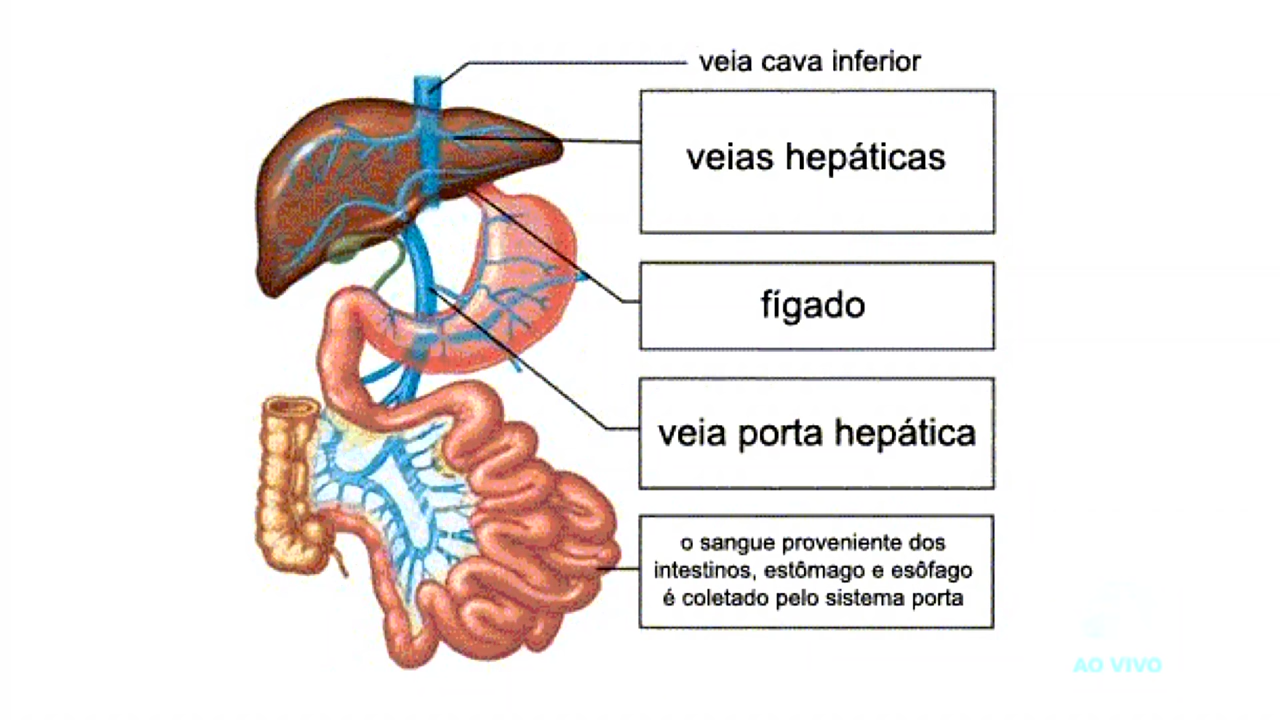 veia cava inferior
veias hepáticas
fígado
veia porta hepática
o sangue proveniente dos
intestinos, estômago e esôfago
é coletado pelo sistema porta
AO VIVO